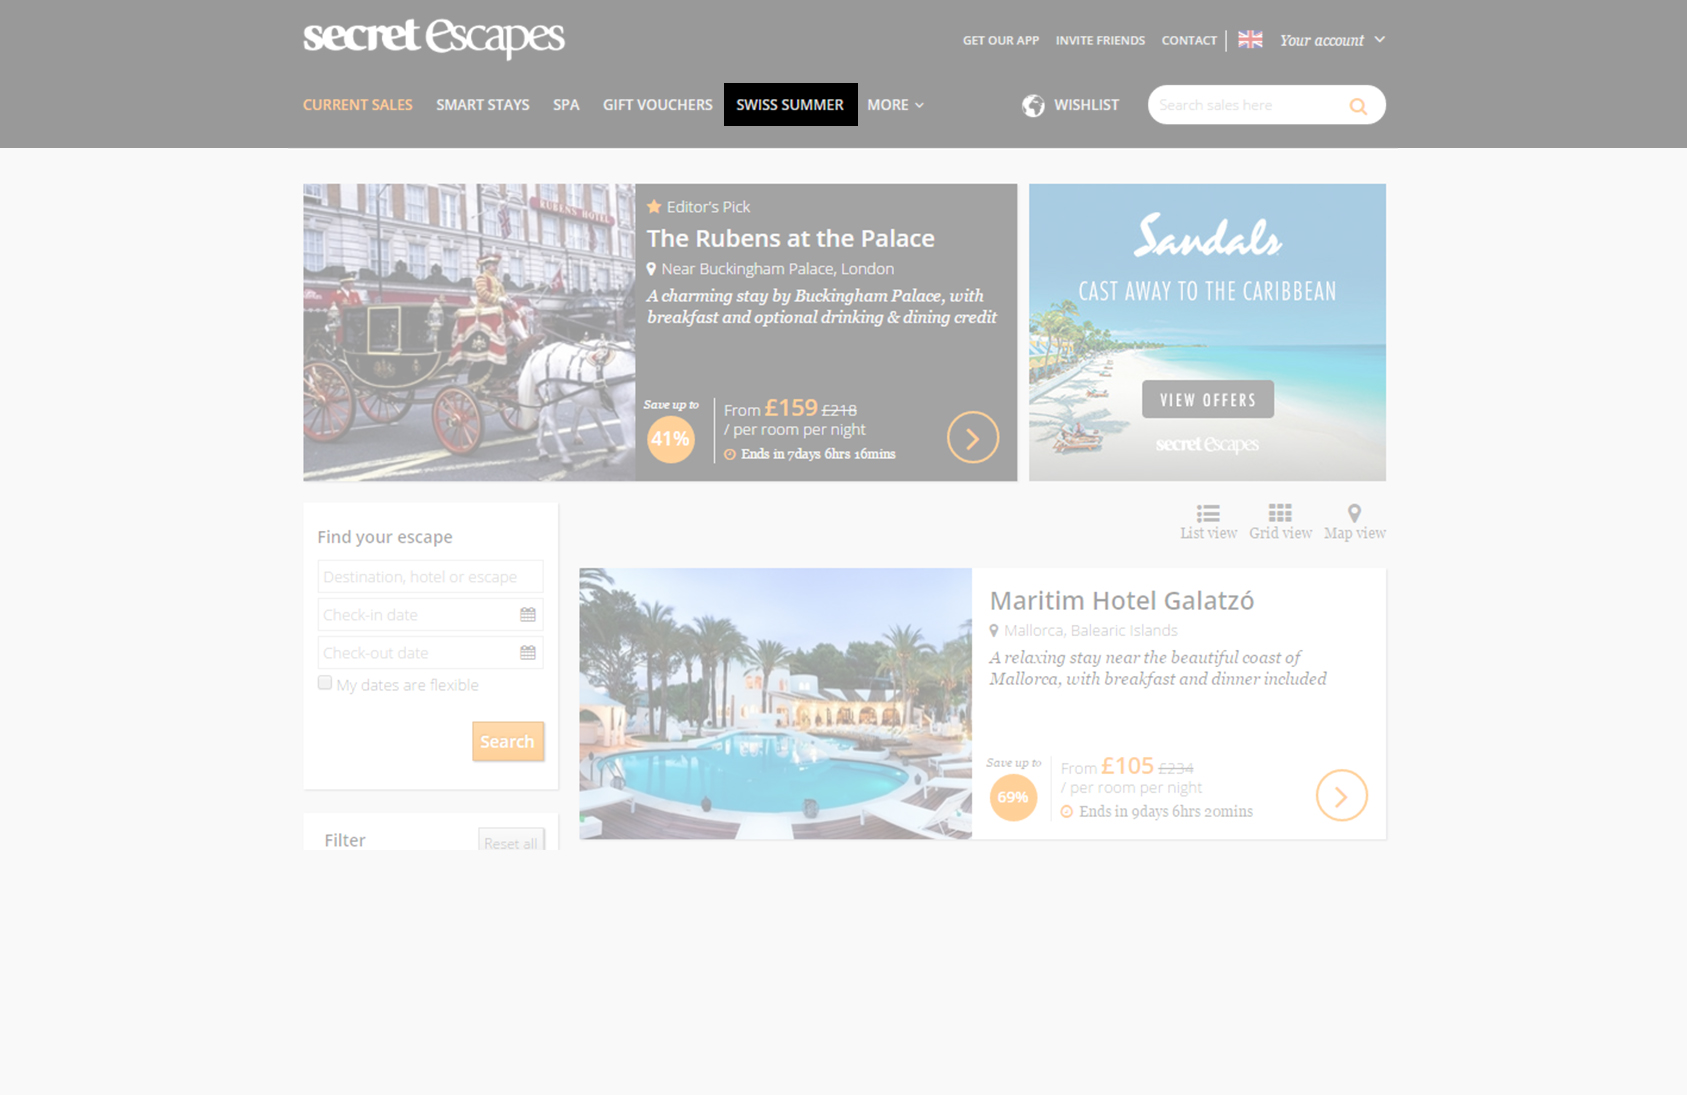 secret escapes
GET OUR APP
INVITE FRIENDS
CONTACT
Your account
CURRENT SALES
SMART STAYS
SPA
GIFT VOUCHERS
SWISS SUMMER
MORE
WISHLIST
Search sales here
RUBENS HOTEL
Editor's Pick
The Rubens at the Palace
Near Buckingham Palace, London
A charming stay by Buckingham Palace, with
breakfast and optional drinking & dining credit
Save up to
41%
From £159 £218
/ per room per night
Ends in 7days 6hrs 16mins
Sandals
CAST AWAY TO THE CARIBBEAN
VIEW OFFERS
secret escapes
Find your escape
Destination, hotel or escape
Check-in date
Check-out date
My dates are flexible
Search
Filter
Reset all
List view
Grid view
Map view
Maritim Hotel Galatzó
Mallorca, Balearic Islands
A relaxing stay near the beautiful coast of
Mallorca, with breakfast and dinner included
Save up to
69%
From £105 £234
/ per room per night
Ends in 9days 6hrs 20mins